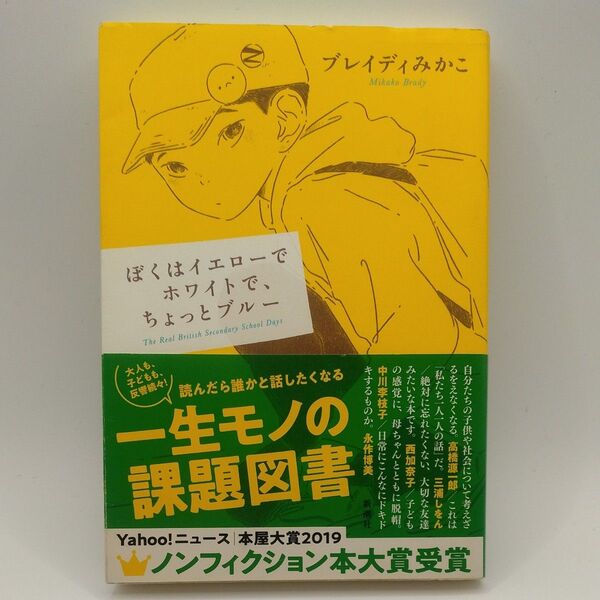 ブレイディみかこ
Mikako Brady
ぼくはイエローで
ホワイトで、
ちょっとブルー
The Real British Secondary School Days
大人も、
子どもも、
反響続々!
読んだら誰かと話したくなる
一生モノの
課題図書
自分たちの子供や社会について考えざ
るをえなくなる。高橋源一郎/これは
「私たち一人一人の話」だ。三浦しをん
/絶対に忘れたくない、大切な友達
みたいな本です。西加奈子/子ども
の感覚に、母ちゃんとともに脱帽。
中川李枝子/日常にこんなにドキド
キするものか。永作博美
新潮社
Yahoo!ニュース|本屋大賞2019
ノンフィクション本大賞受賞